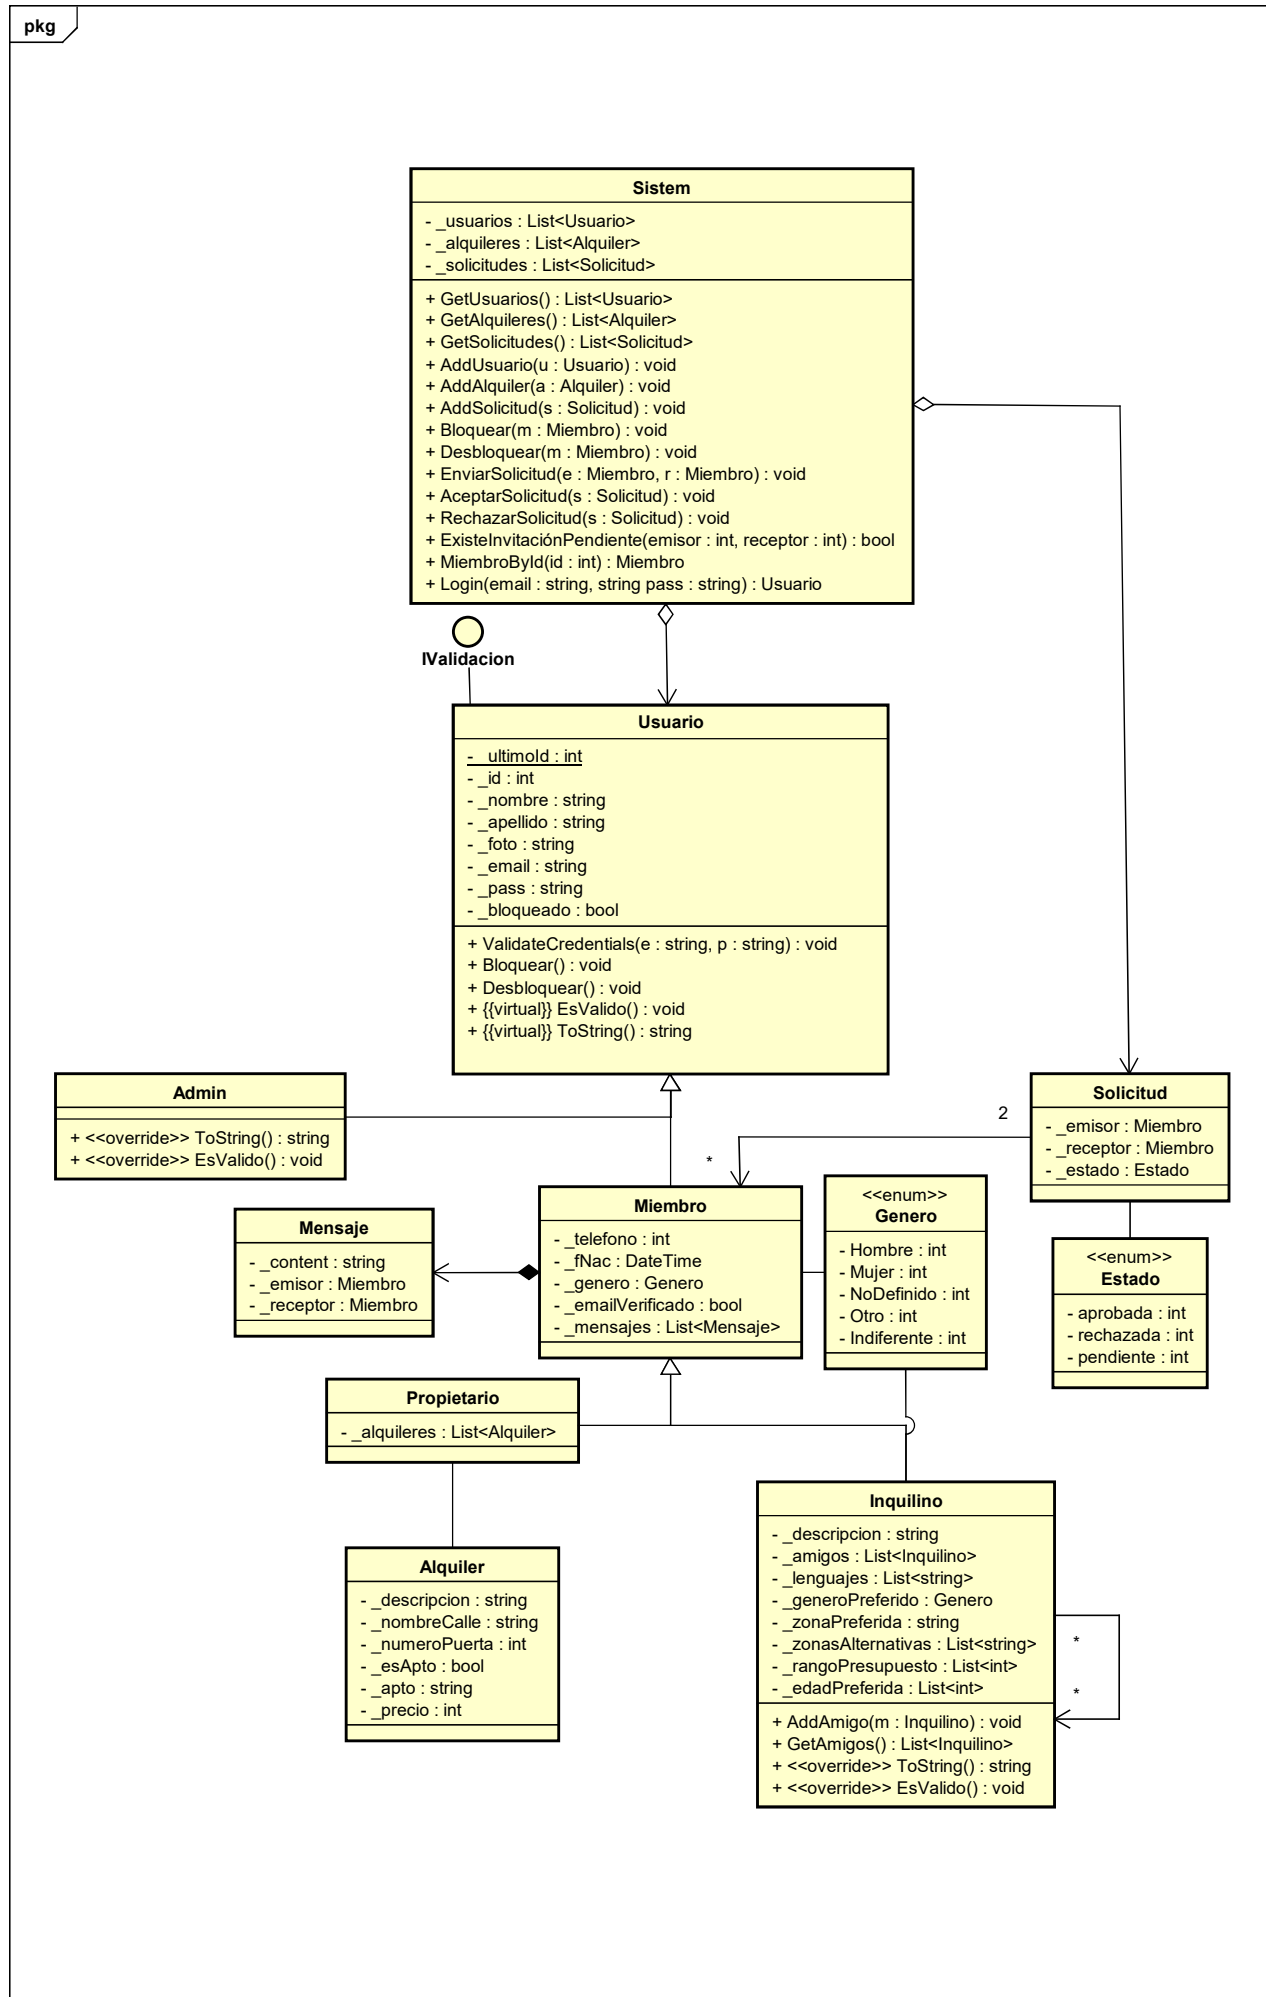 pkg
Sistem
- _usuarios : List<Usuario>
- _alquileres : List<Alquiler>
- _solicitudes : List<Solicitud>
+ GetUsuarios() : List<Usuario>
+ GetAlquileres() : List<Alquiler>
+ GetSolicitudes() : List<Solicitud>
+ AddUsuario(u : Usuario) : void
+ AddAlquiler(a : Alquiler) : void
+ AddSolicitud(s : Solicitud) : void
+ Bloquear(m : Miembro) : void
+ Desbloquear(m : Miembro) : void
+ EnviarSolicitud(e : Miembro, r : Miembro) : void
+ AceptarSolicitud(s : Solicitud) : void
+ RechazarSolicitud(s : Solicitud) : void
+ ExisteInvitaciónPendiente(emisor : int, receptor : int) : bool
+ MiembroById(id : int) : Miembro
+ Login(email : string, string pass : string) : Usuario
IValidacion
Usuario
- _ultimoId : int
- _id : int
- _nombre : string
- _apellido : string
- _foto : string
- _email : string
- _pass : string
- _bloqueado : bool
+ ValidateCredentials(e : string, p : string) : void
+ Bloquear() : void
+ Desbloquear() : void
+ {{virtual}} EsValido() : void
+ {{virtual}} ToString() : string
Admin
+ <<override>> ToString() : string
+ <<override>> EsValido() : void
Solicitud
- _emisor : Miembro
- _receptor : Miembro
- _estado : Estado
2
*
Mensaje
- _content : string
- _emisor : Miembro
- _receptor : Miembro
Miembro
- _telefono : int
- _fNac : DateTime
- _genero : Genero
- _emailVerificado : bool
- _mensajes : List<Mensaje>
<<enum>>
Genero
- Hombre : int
- Mujer : int
- NoDefinido : int
- Otro : int
- Indiferente : int
<<enum>>
Estado
- aprobada : int
- rechazada : int
- pendiente : int
Propietario
- _alquileres : List<Alquiler>
Alquiler
- _descripcion : string
- _nombreCalle : string
- _numeroPuerta : int
- _esApto : bool
- _apto : string
- _precio : int
Inquilino
- _descripcion : string
- _amigos : List<Inquilino>
- _lenguajes : List<string>
- _generoPreferido : Genero
- _zonaPreferida : string
- _zonasAlternativas : List<string>
- _rangoPresupuesto : List<int>
- _edadPreferida : List<int>
+ AddAmigo(m : Inquilino) : void
+ GetAmigos() : List<Inquilino>
+ <<override>> ToString() : string
+ <<override>> EsValido() : void
*
*